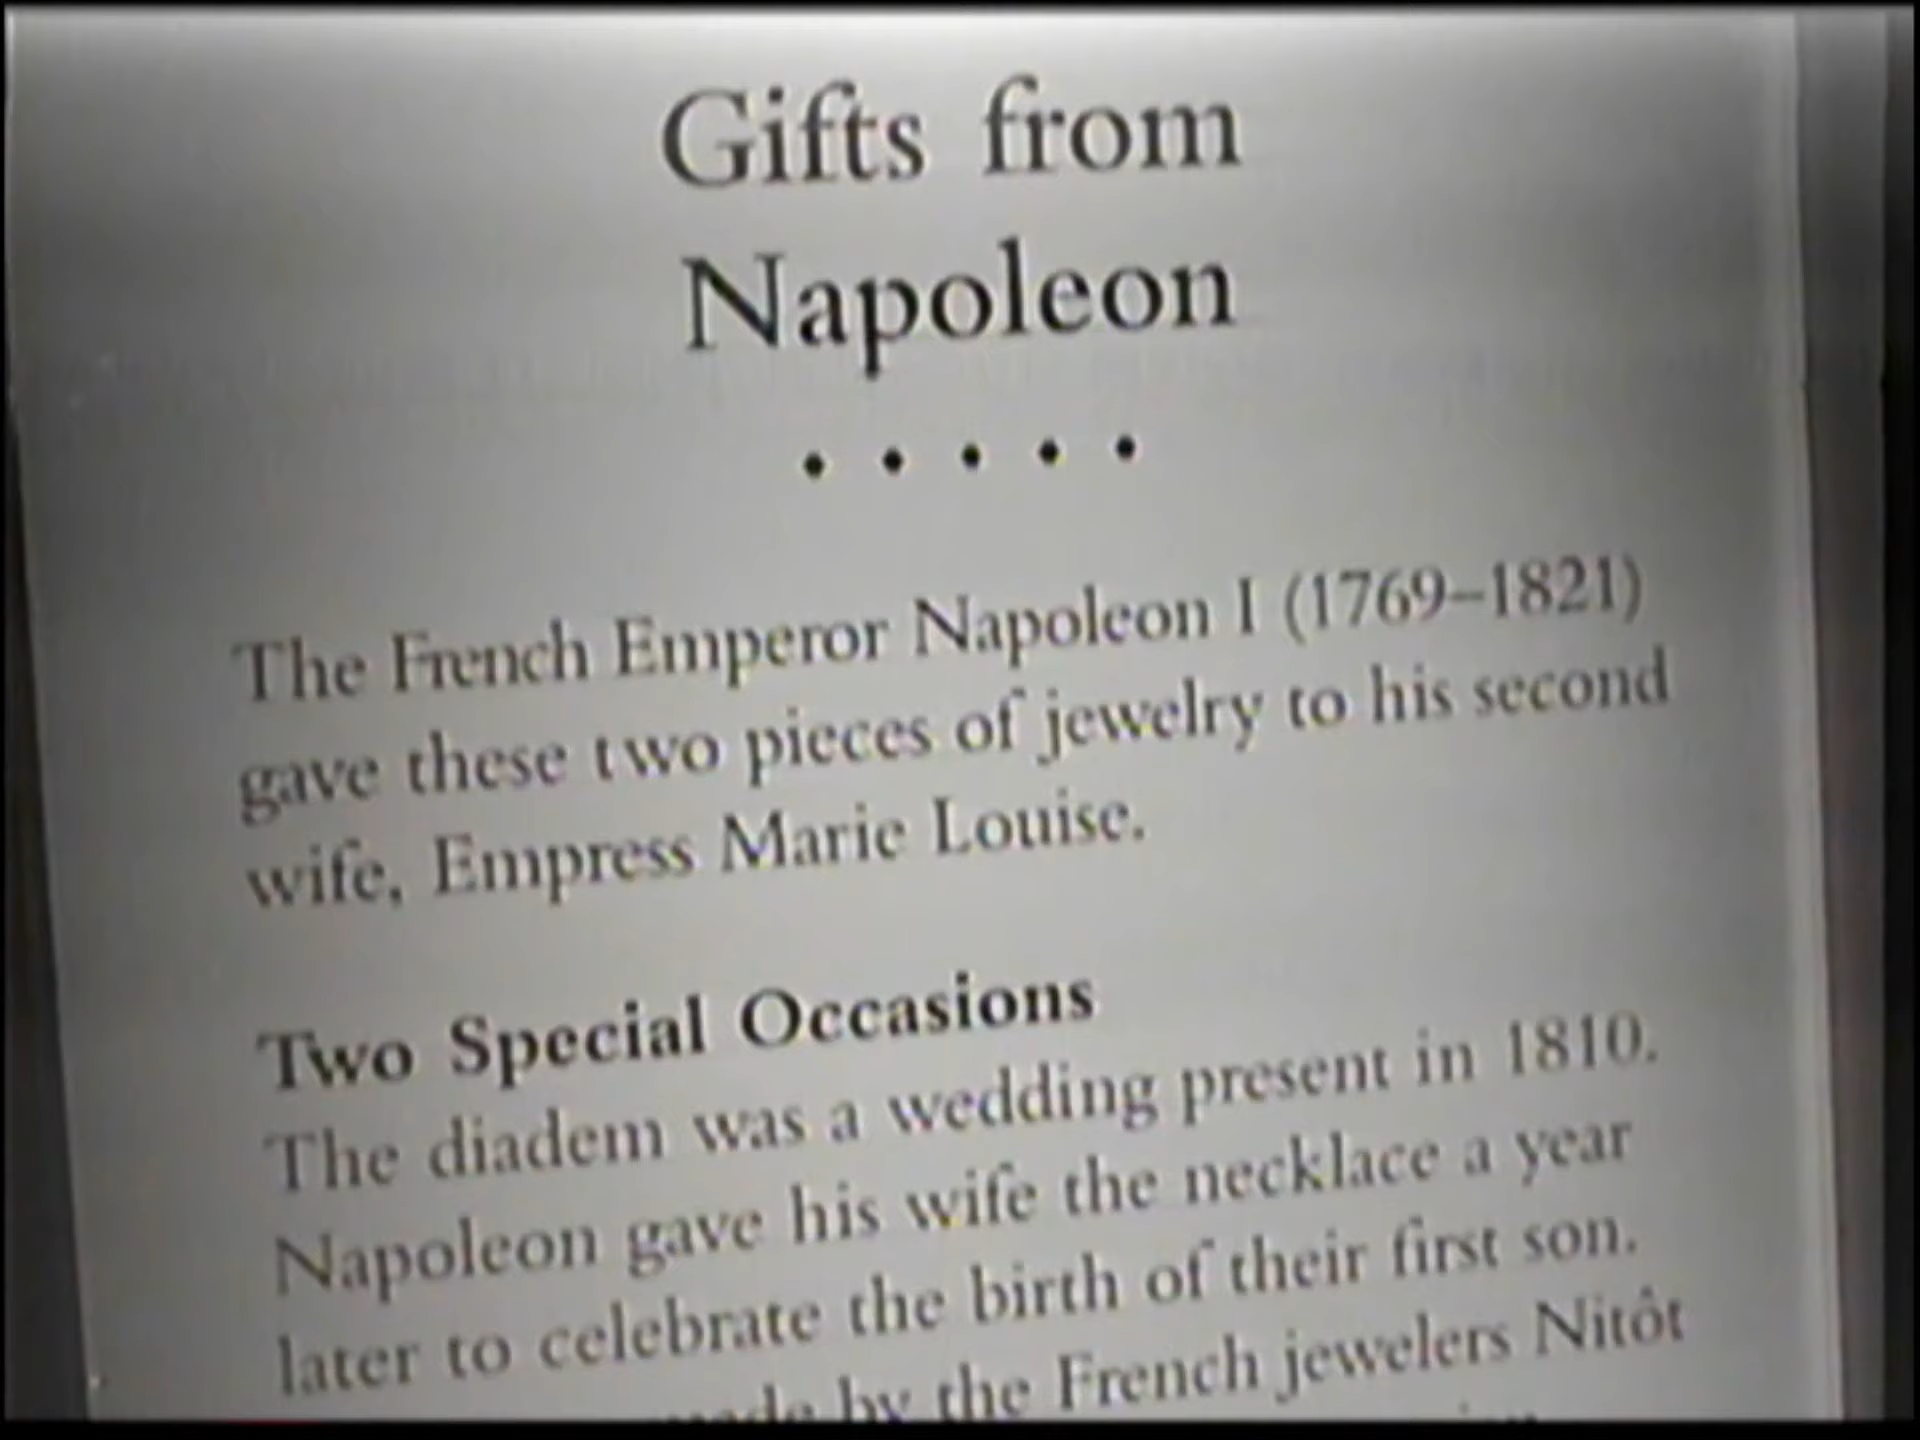 Gifts from
Napoleon
• • • • •
The French Emperor Napoleon I (1769–1821)
gave these two pieces of jewelry to his second
wife, Empress Marie Louise.
Two Special Occasions
The diadem was a wedding present in 1810.
Napoleon gave his wife the necklace a year
later to celebrate the birth of their first son.
by the French jewelers Nitôt